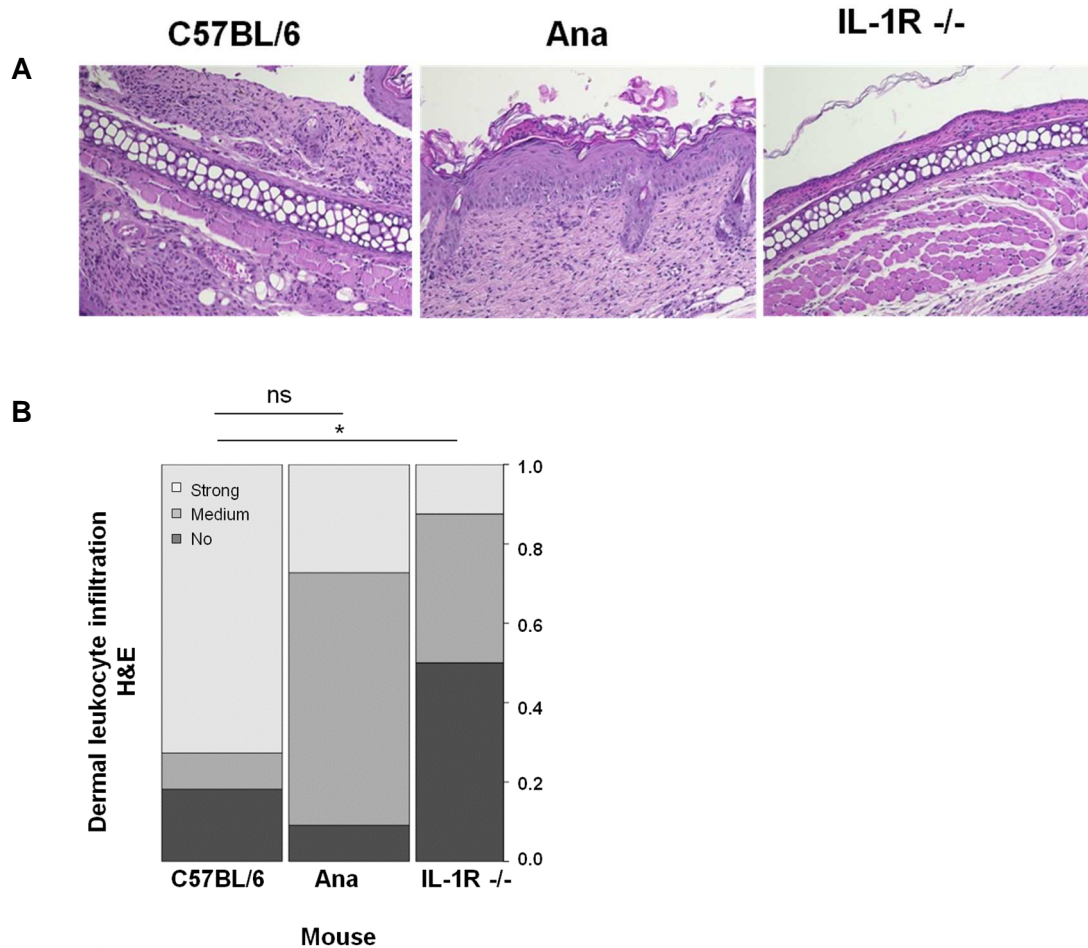 C57BL/6
Ana
IL-1R -/-
A
B
ns
*
Strong
Medium
No
Dermal leukocyte infiltration
H&E
1.0
0.8
0.6
0.4
0.2
0.0
C57BL/6
Ana
IL-1R -/-
Mouse